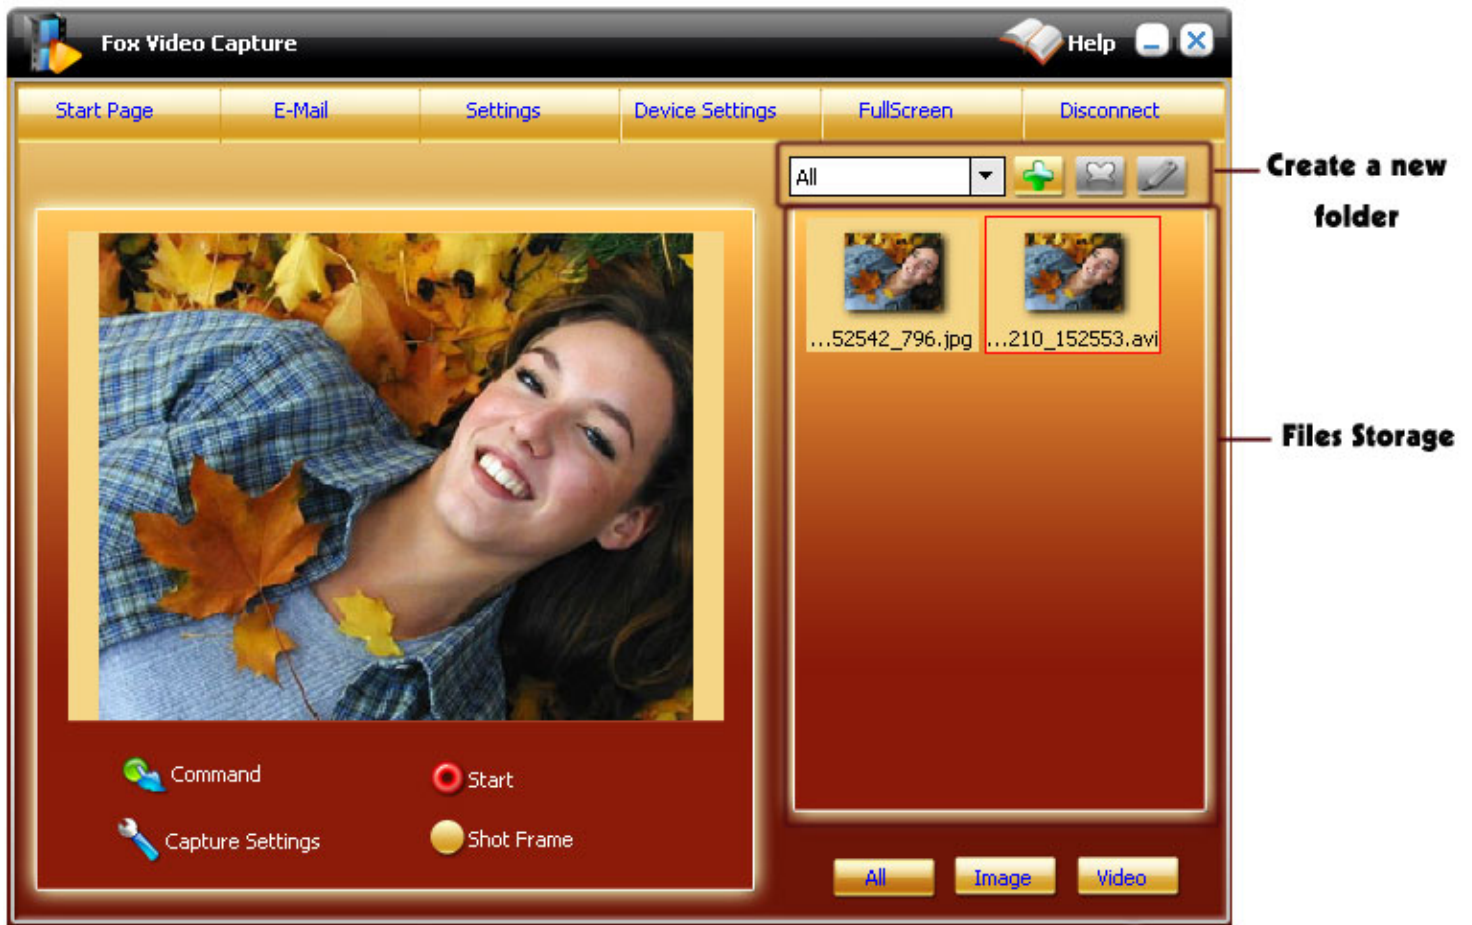 Fox Video Capture
Help
Start Page
E-Mail
Settings
Device Settings
FullScreen
Disconnect
All
Create a new
folder
...52542_796.jpg
...210_152553.avi
Files Storage
Command
Start
Capture Settings
Shot Frame
All
Image
Video